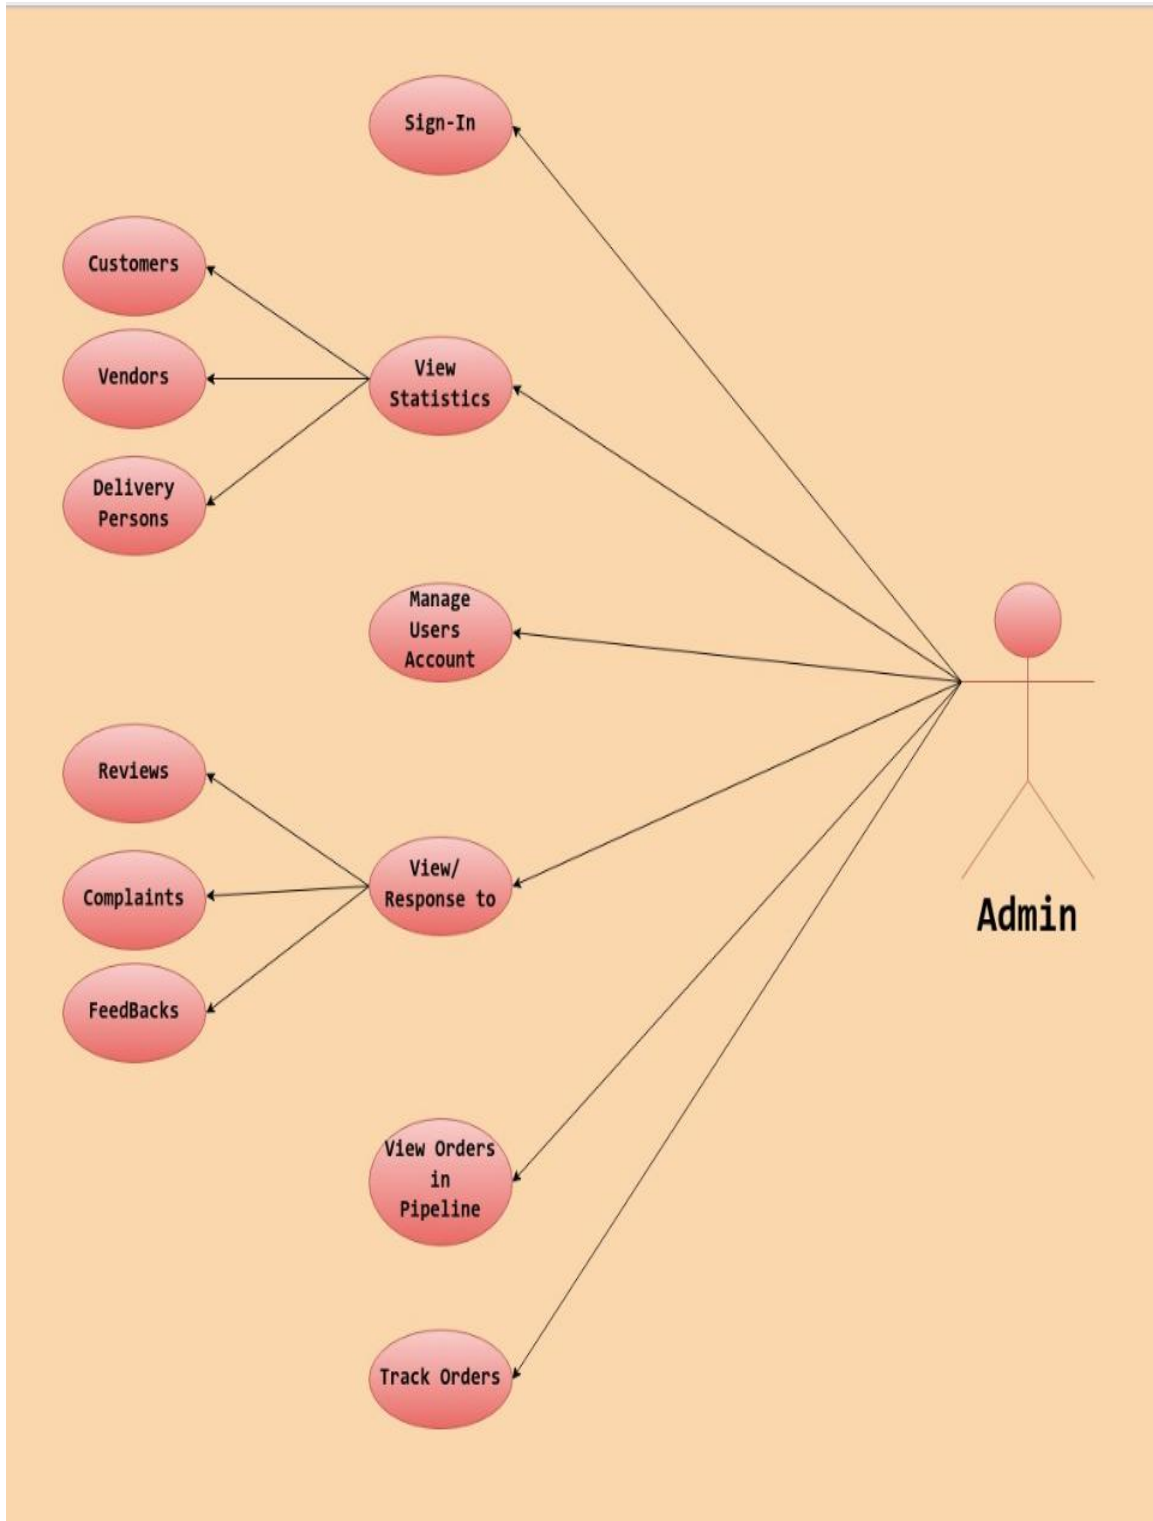 Sign-In
Customers
Vendors
Delivery
Persons
View
Statistics
Manage
Users
Account
Reviews
Complaints
FeedBacks
View/
Response to
View Orders
in
Pipeline
Track Orders
Admin